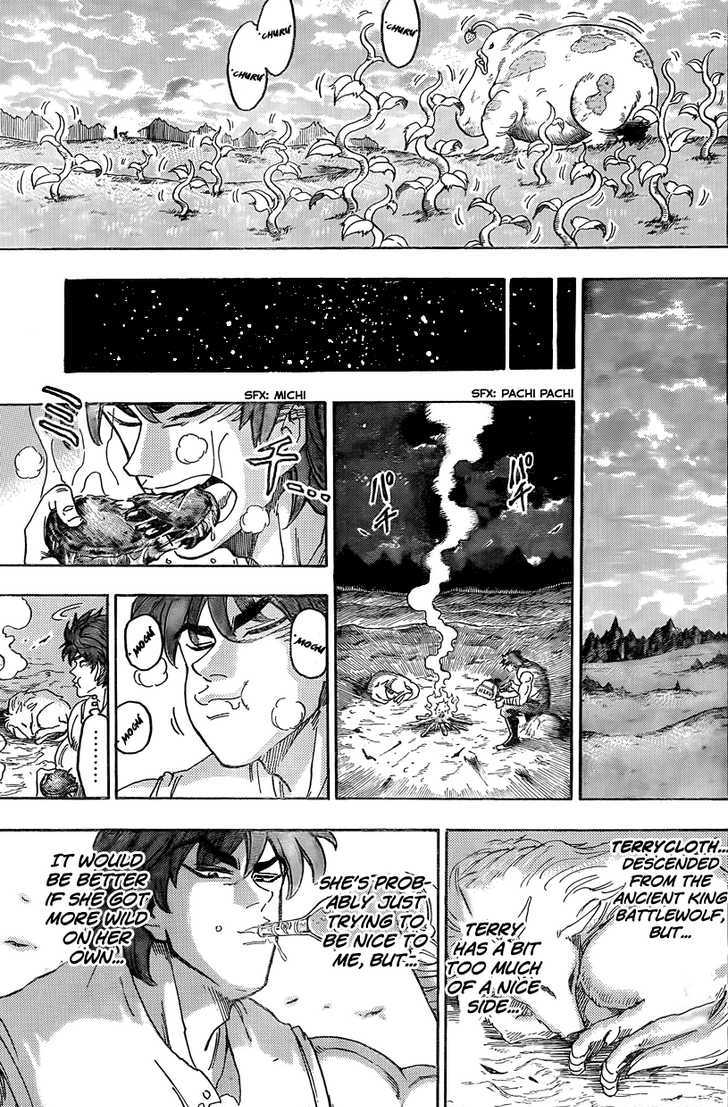 "CHURU"
"CHURU"
"CHURU"
SFX: PACHI PACHI
パチ
パチ
SFX: MICHI
ミチ
"MOGU"
"MOGU"
TERRYCLOTH...
DESCENDED
FROM THE
ANCIENT KING
BATTLEWOLF,
BUT...
TERRY
HAS A BIT
TOO MUCH
OF A NICE
SIDE...
SHE'S PROB-
ABLY JUST
TRYING TO
BE NICE TO
ME, BUT...
IT WOULD
BE BETTER
IF SHE GOT
MORE WILD
ON HER
OWN...